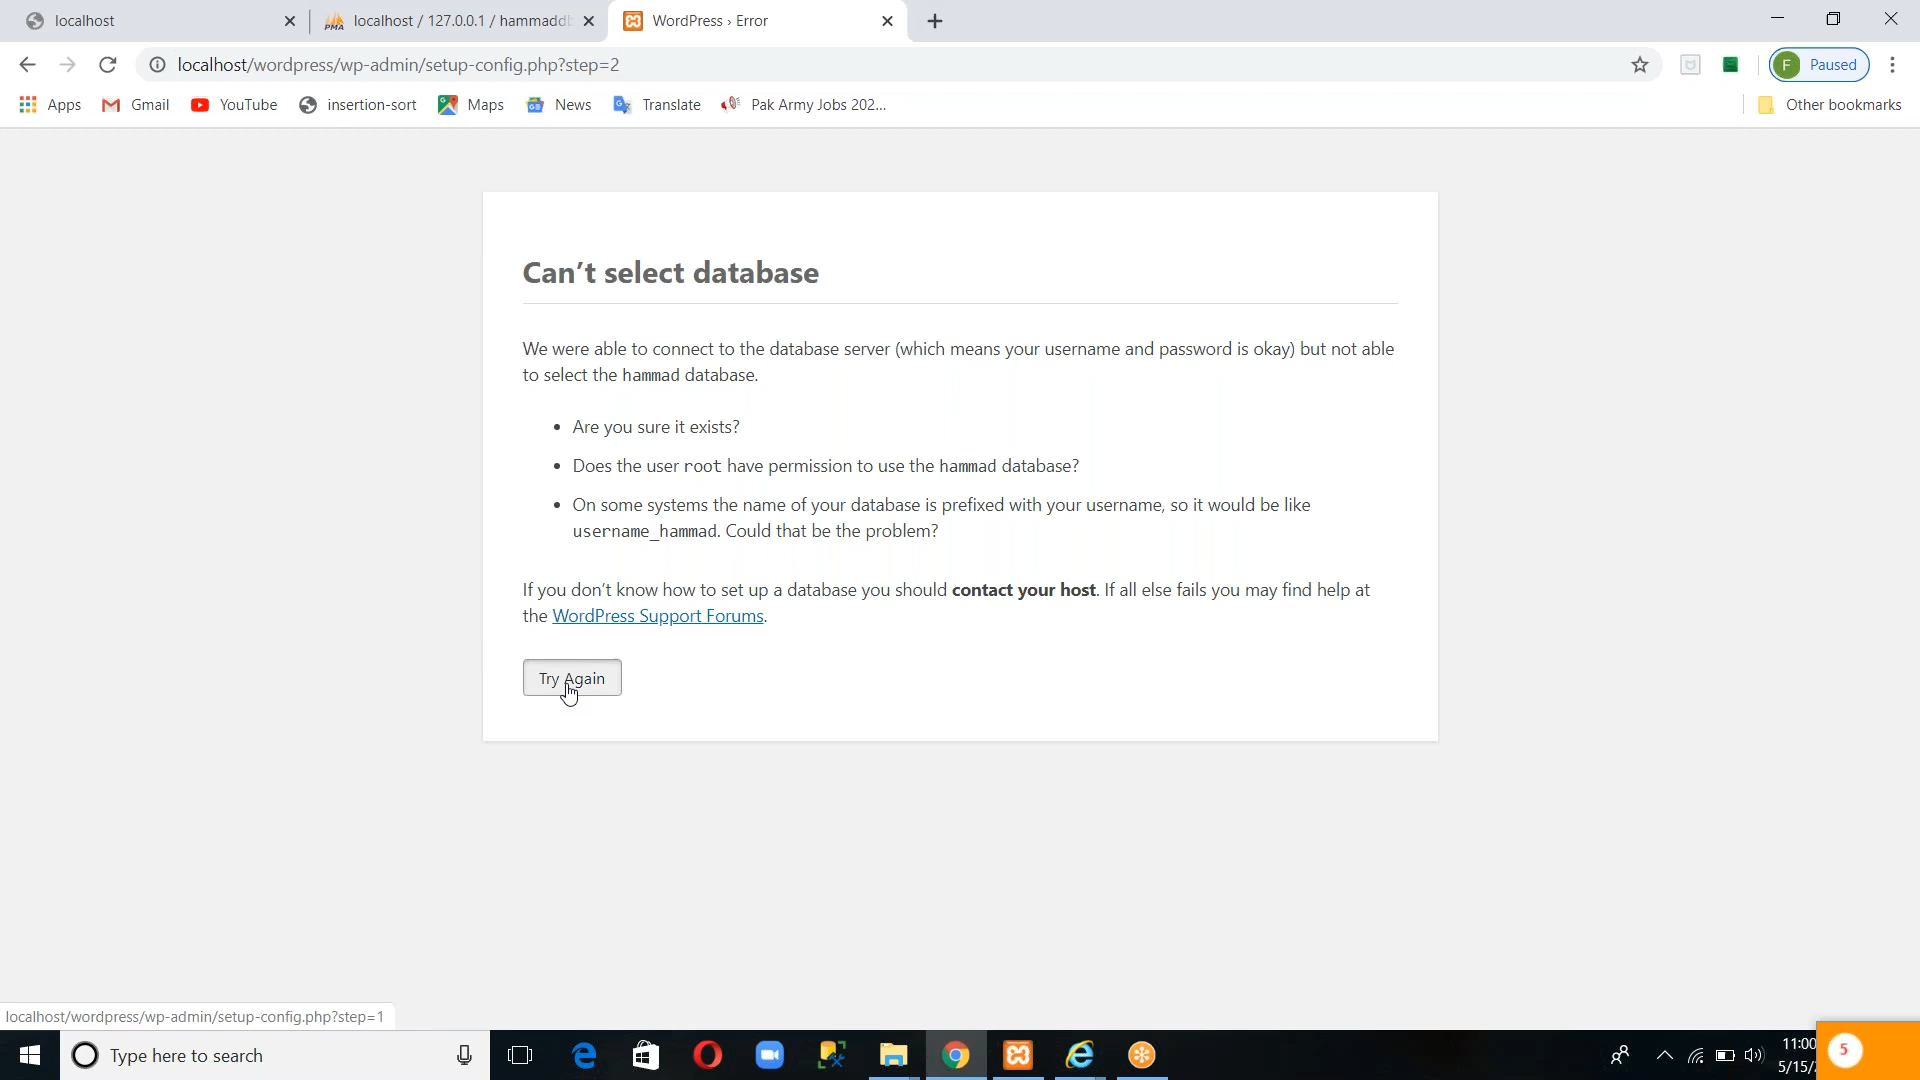 localhost
localhost / 127.0.0.1 / hammaddb
WordPress › Error
localhost/wordpress/wp-admin/setup-config.php?step=2
F Paused
Apps
Gmail
YouTube
insertion-sort
Maps
News
Translate
Pak Army Jobs 202...
Other bookmarks
Can’t select database
We were able to connect to the database server (which means your username and password is okay) but not able
to select the hammad database.
• Are you sure it exists?
• Does the user root have permission to use the hammad database?
• On some systems the name of your database is prefixed with your username, so it would be like
username_hammad. Could that be the problem?
If you don’t know how to set up a database you should contact your host. If all else fails you may find help at
the WordPress Support Forums.
Try Again
localhost/wordpress/wp-admin/setup-config.php?step=1
Type here to search
11:00
5/15/
5